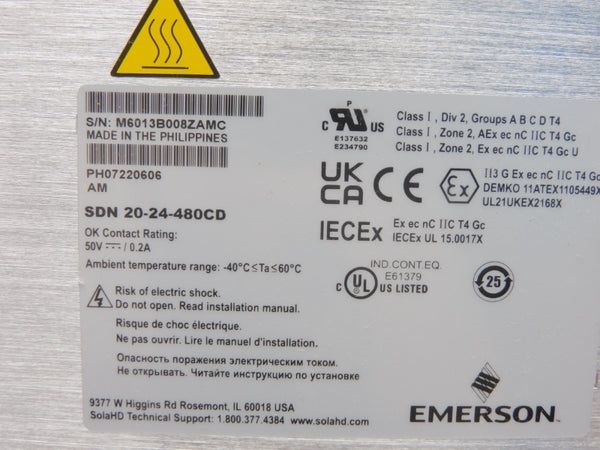 S/N: M6013B008ZAMC
MADE IN THE PHILIPPINES
PH07220606
AM
SDN 20-24-480CD
OK Contact Rating:
50V⎓/ 0.2A
Ambient temperature range: -40°C≤Ta≤60°C
Risk of electric shock.
Do not open. Read installation manual.
Risque de choc électrique.
Ne pas ouvrir. Lire le manuel d'installation.
Опасность поражения электрическим током.
Не открывать. Читайте инструкцию по установке
9377 W Higgins Rd Rosemont, IL 60018 USA
SolaHD Technical Support: 1.800.377.4384 www.solahd.com
P
C RU US
E137632
E234790
Class I, Div 2, Groups A B C D T4
Class I, Zone 2, AEx ec nC IIC T4 Gc
Class I, Zone 2, Ex ec nC IIC T4 Gc U
UK
CA CE Ex
II3 G Ex ec nC IIC T4 Gc
DEMKO 11ATEX1105449X
UL21UKEX2168X
IECEx
Ex ec nC IIC T4 Gc
IECEx UL 15.0017X
IND.CONT.EQ.
E61379
C UL US LISTED
25
EMERSON